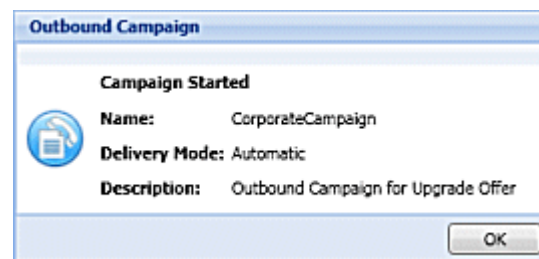 Outbound Campaign
Campaign Started
Name: CorporateCampaign
Delivery Mode: Automatic
Description: Outbound Campaign for Upgrade Offer
OK